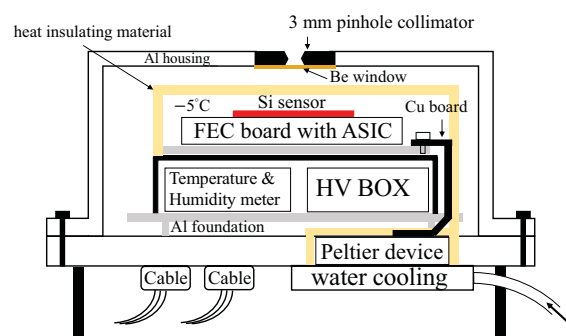 3 mm pinhole collimator
heat insulating material
Al housing
Be window
−5°C
Si sensor
Cu board
FEC board with ASIC
Temperature &
Humidity meter
HV BOX
Al foundation
Peltier device
Cable
Cable
water cooling